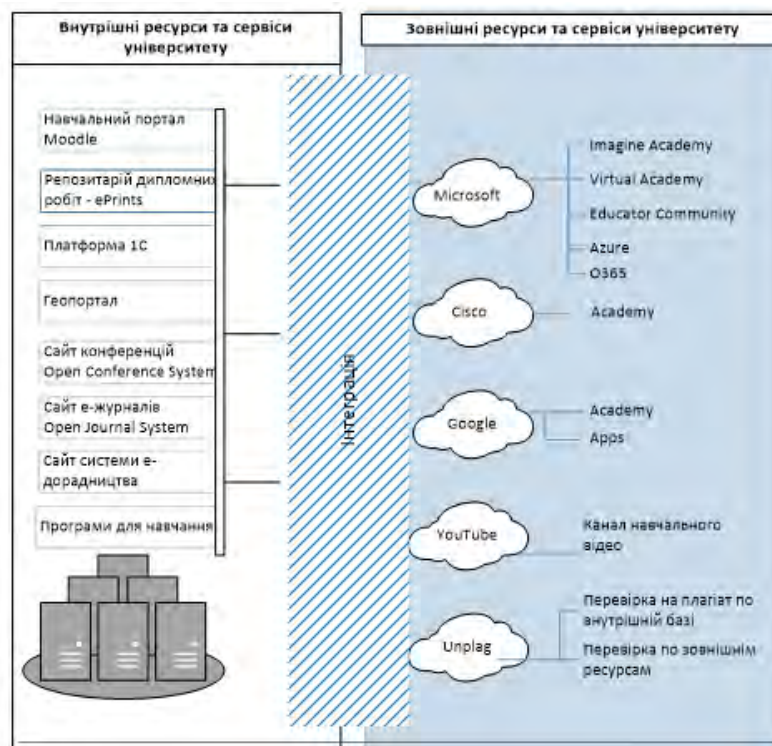 Внутрішні ресурси та сервіси
університету
Навчальний портал
Moodle
Репозитарій дипломних
робіт - ePrints
Платформа 1С
Геопортал
Сайт конференцій
Open Conference System
Сайт е-журналів
Open Journal System
Сайт системи е-
дорадництва
Програми для навчання
Інтеграція
Зовнішні ресурси та сервіси університету
Microsoft
Imagine Academy
Virtual Academy
Educator Community
Azure
O365
Cisco
Academy
Google
Academy
Apps
YouTube
Канал навчального
відео
Unplag
Перевірка на плагіат по
внутрішній базі
Перевірка по зовнішнім
ресурсам